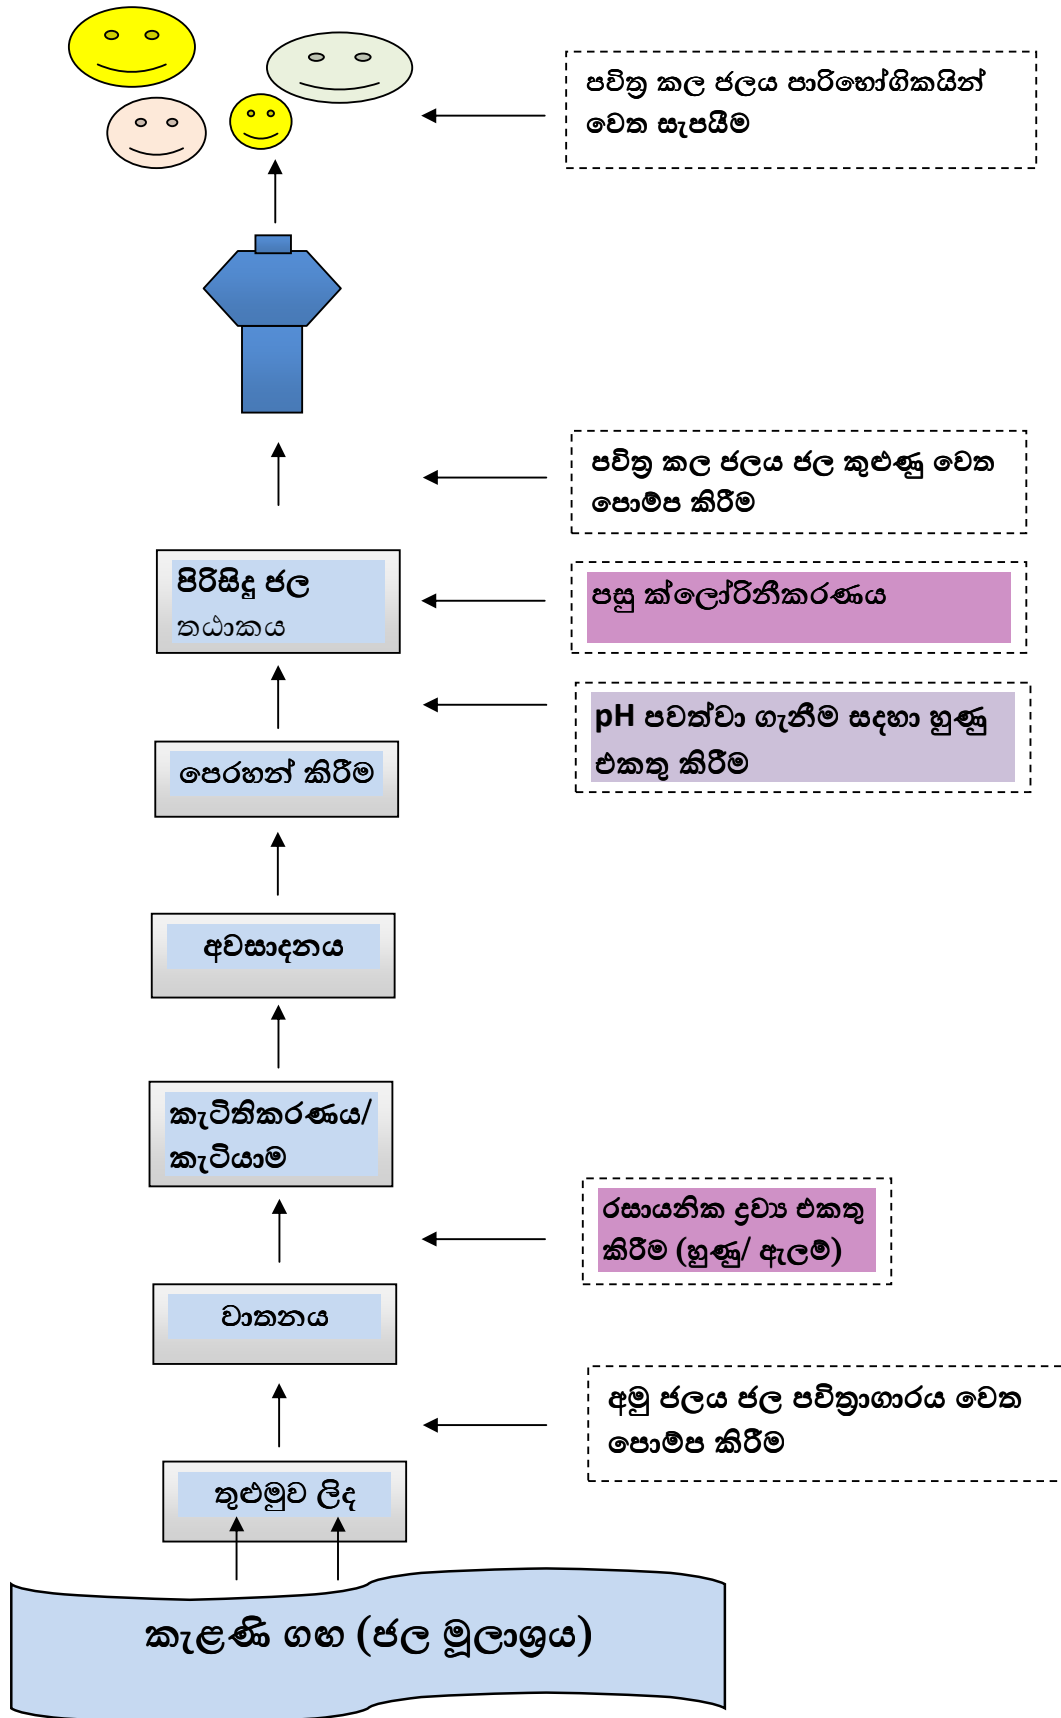 පවිත්‍ර කල ජලය පාරිභෝගිකයින්
වෙත සැපයීම
පවිත්‍ර කල ජලය ජල කුළුණු වෙත
පොම්ප කිරීම
පිරිසිදු ජල
තඨාකය
පසු ක්ලෝරිනීකරණය
pH පවත්වා ගැනීම සදහා හුණු
එකතු කිරීම
පෙරහන් කිරීම
අවසාදනය
කැටිතිකරණය/
කැටියාම
රසායනික ද්‍රව්‍ය එකතු
කිරීම (හුණු/ ඇලම්)
වාතනය
අමු ජලය ජල පවිත්‍රාගාරය වෙත
පොම්ප කිරීම
තුළුමුව ලිද
කැළණි ගඟ (ජල මූලාශ්‍රය)